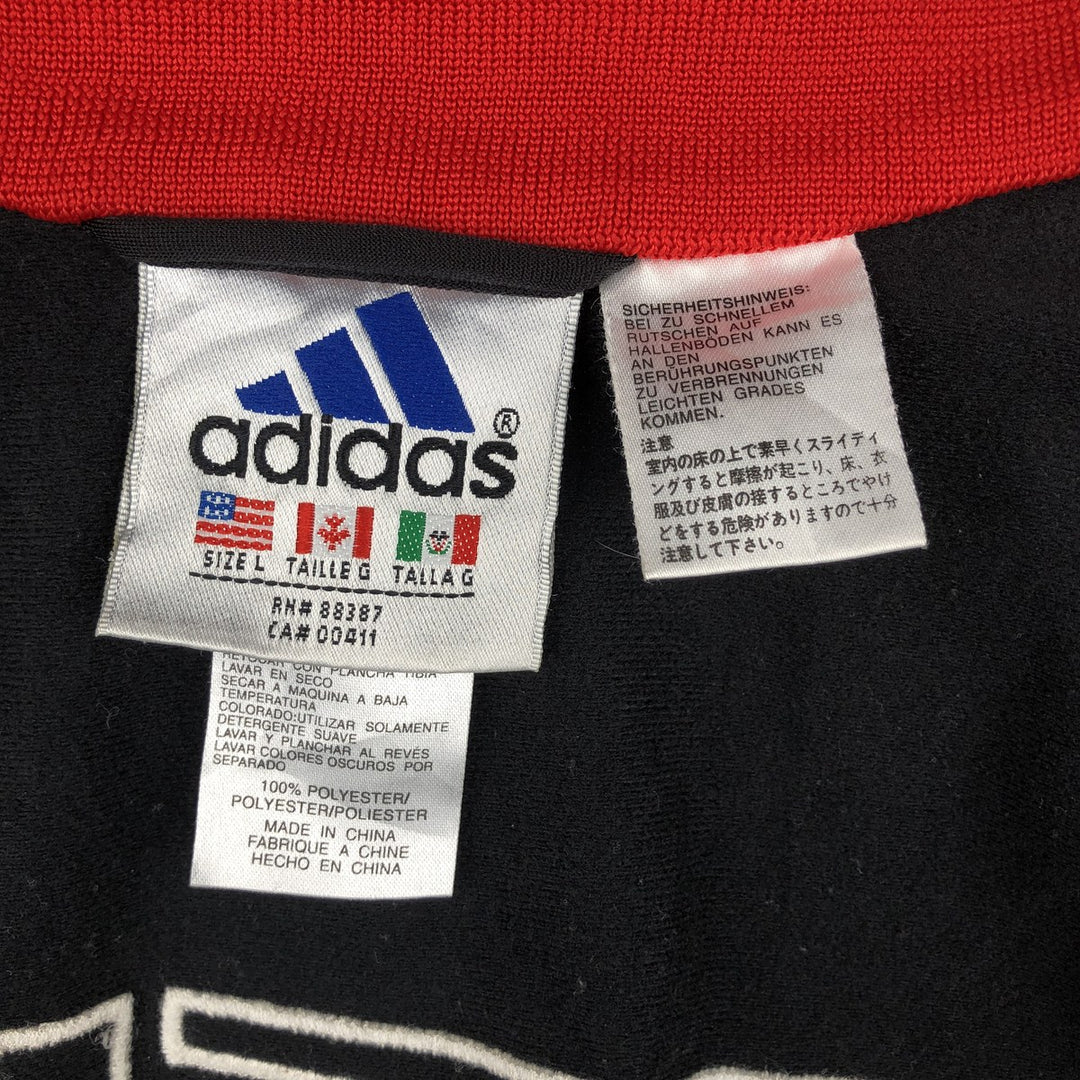 adidas®
SIZE L TAILLE G TALLA G
RN# 88387
CA# 00411
RETOCAR CON PLANCHA TIBIA
LAVAR EN SECO
SECAR A MAQUINA A BAJA
TEMPERATURA
COLORADO:UTILIZAR SOLAMENTE
DETERGENTE SUAVE
LAVAR Y PLANCHAR AL REVÉS
LAVAR COLORES OSCUROS POR
SEPARADO
100% POLYESTER/
POLYESTER/POLIESTER
MADE IN CHINA
FABRIQUE A CHINE
HECHO EN CHINA
SICHERHEITSHINWEIS:
BEI ZU SCHNELLEM
RUTSCHEN AUF
HALLENBÖDEN KANN ES
AN DEN
BERÜHRUNGSPUNKTEN
ZU VERBRENNUNGEN
LEICHTEN GRADES
KOMMEN.
注意
室内の床の上で素早くスライディ
ングすると摩擦が起こり、床、衣
服及び皮膚の接するところでやけ
どをする危険がありますので十分
注意して下さい。